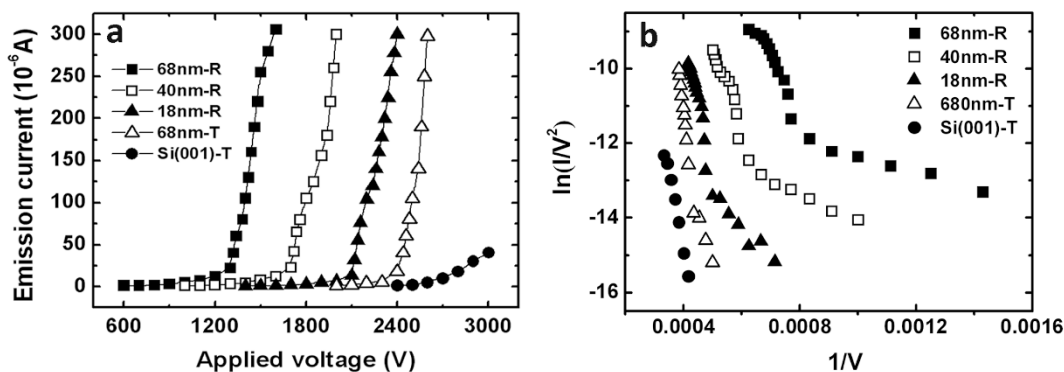 a
Emission current (10⁻⁶A)
300
250
200
150
100
50
0
68nm-R
40nm-R
18nm-R
68nm-T
Si(001)-T
600
1200
1800
2400
3000
Applied voltage (V)
b
ln(I/V²)
-10
-12
-14
-16
68nm-R
40nm-R
18nm-R
680nm-T
Si(001)-T
0.0004
0.0008
0.0012
0.0016
1/V